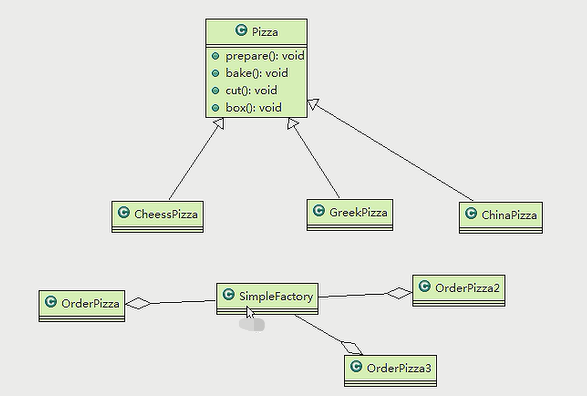 Pizza
prepare(): void
bake(): void
cut(): void
box(): void
CheessPizza
GreekPizza
ChinaPizza
OrderPizza
SimpleFactory
OrderPizza2
OrderPizza3